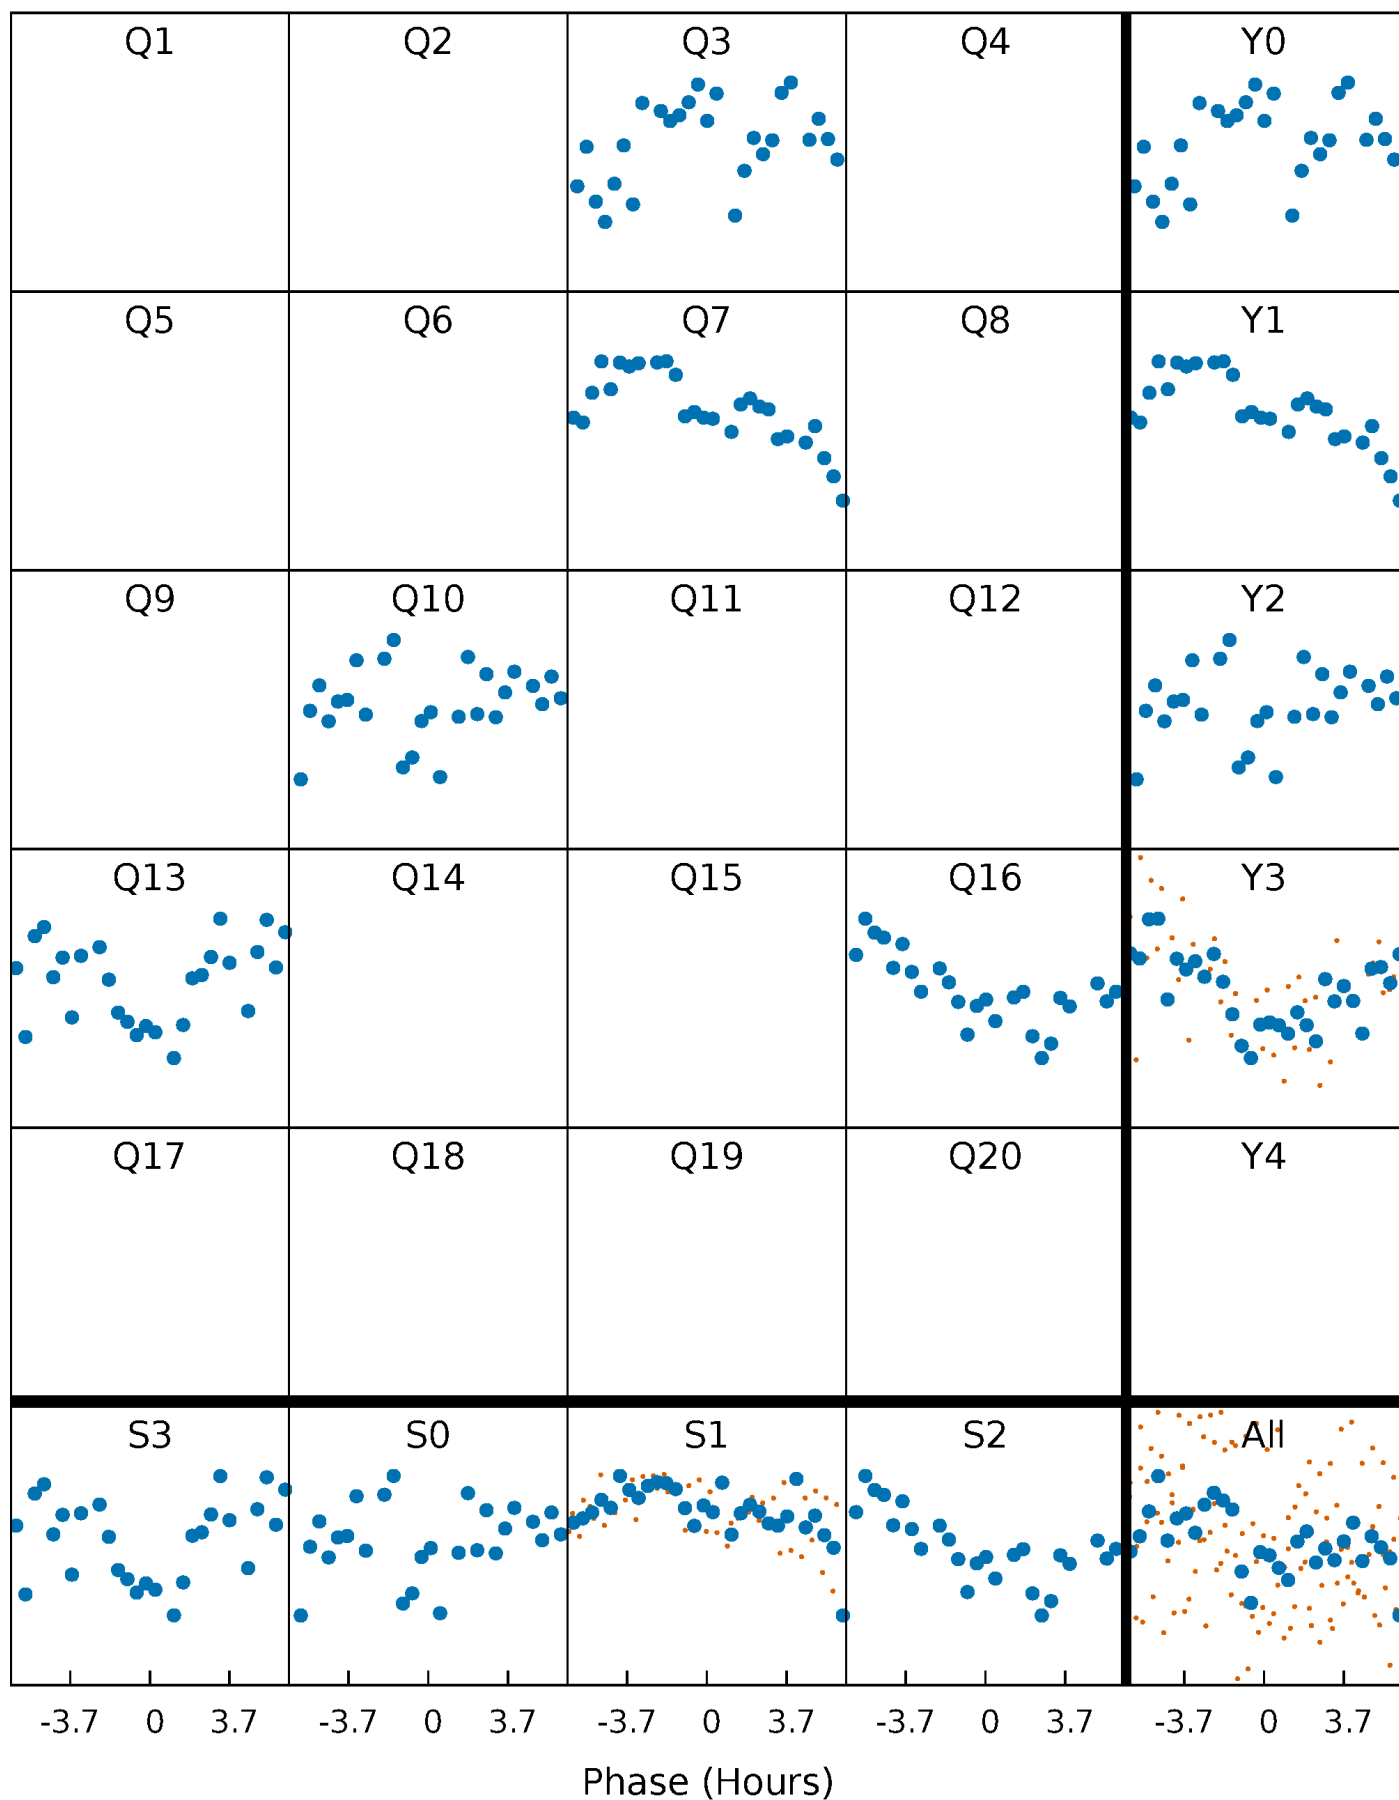 Q1 Q2 Q3 Q4 Y0
Q5 Q6 Q7 Q8 Y1
Q9 Q10 Q11 Q12 Y2
Q13 Q14 Q15 Q16 Y3
Q17 Q18 Q19 Q20 Y4
S3 S0 S1 S2 All
-3.7 0 3.7 -3.7 0 3.7 -3.7 0 3.7 -3.7 0 3.7 -3.7 0 3.7
Phase (Hours)